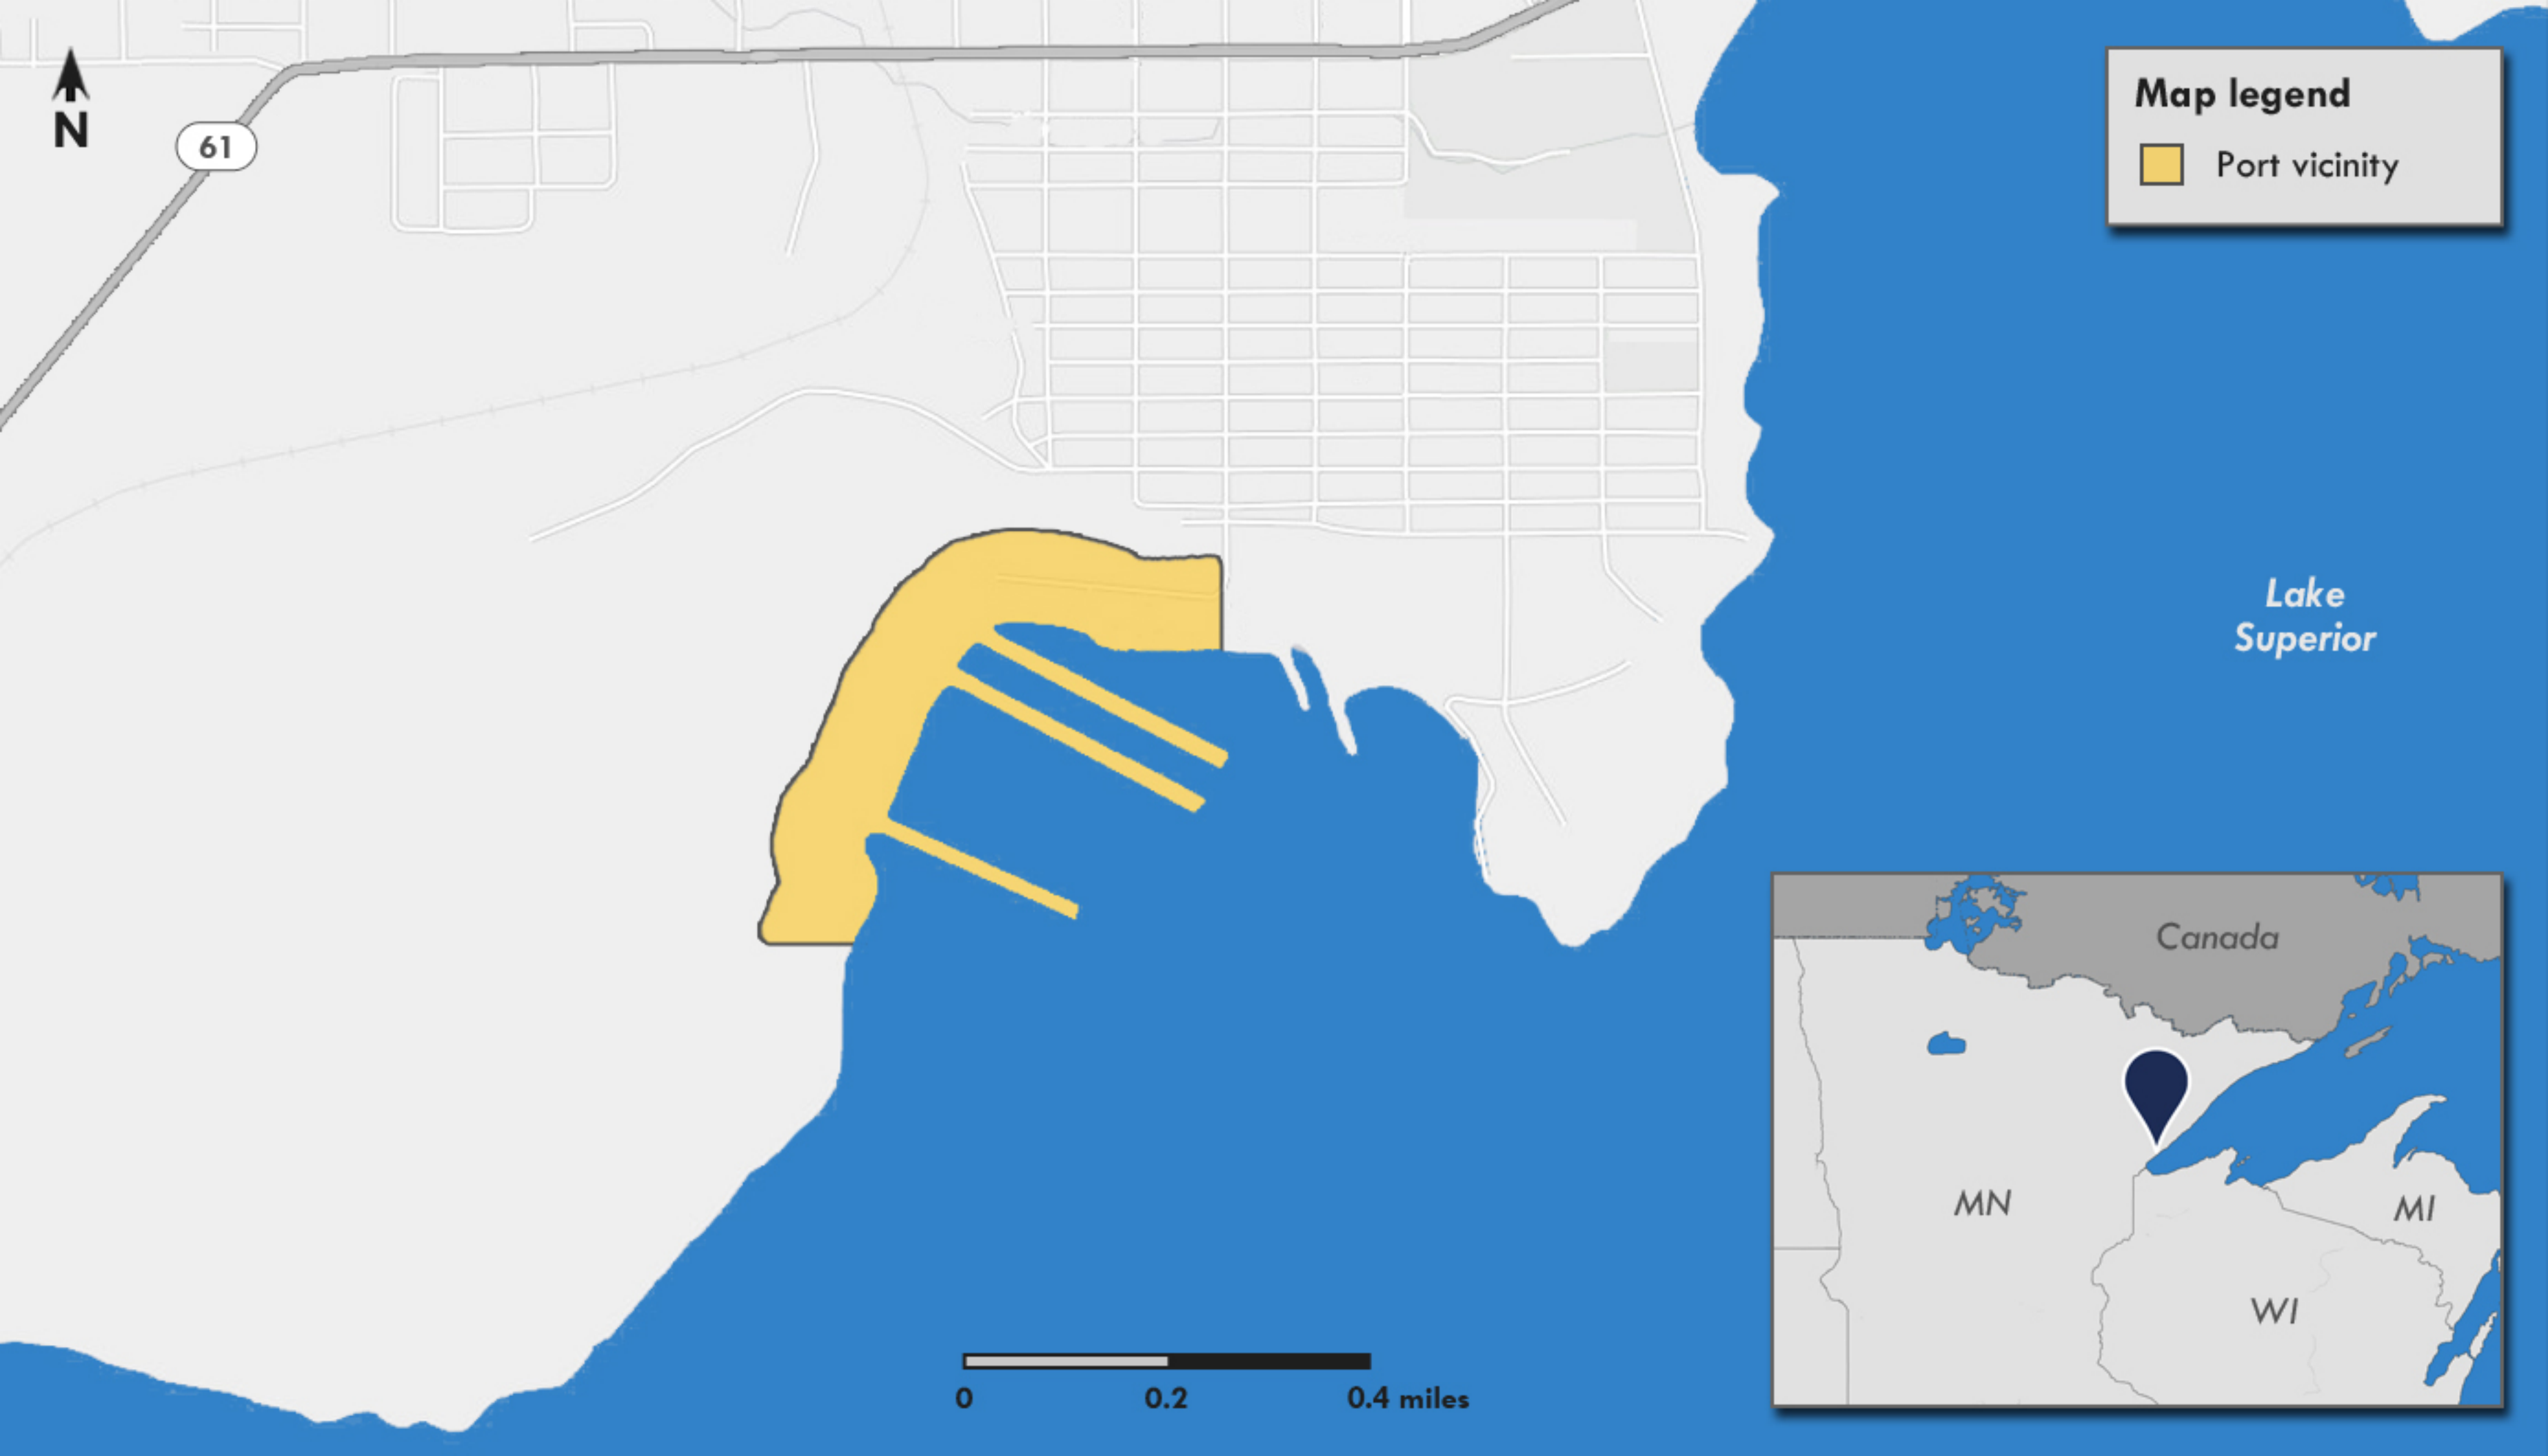 N
61
Map legend
Port vicinity
Lake
Superior
Canada
MN
MI
WI
0 0.2 0.4 miles